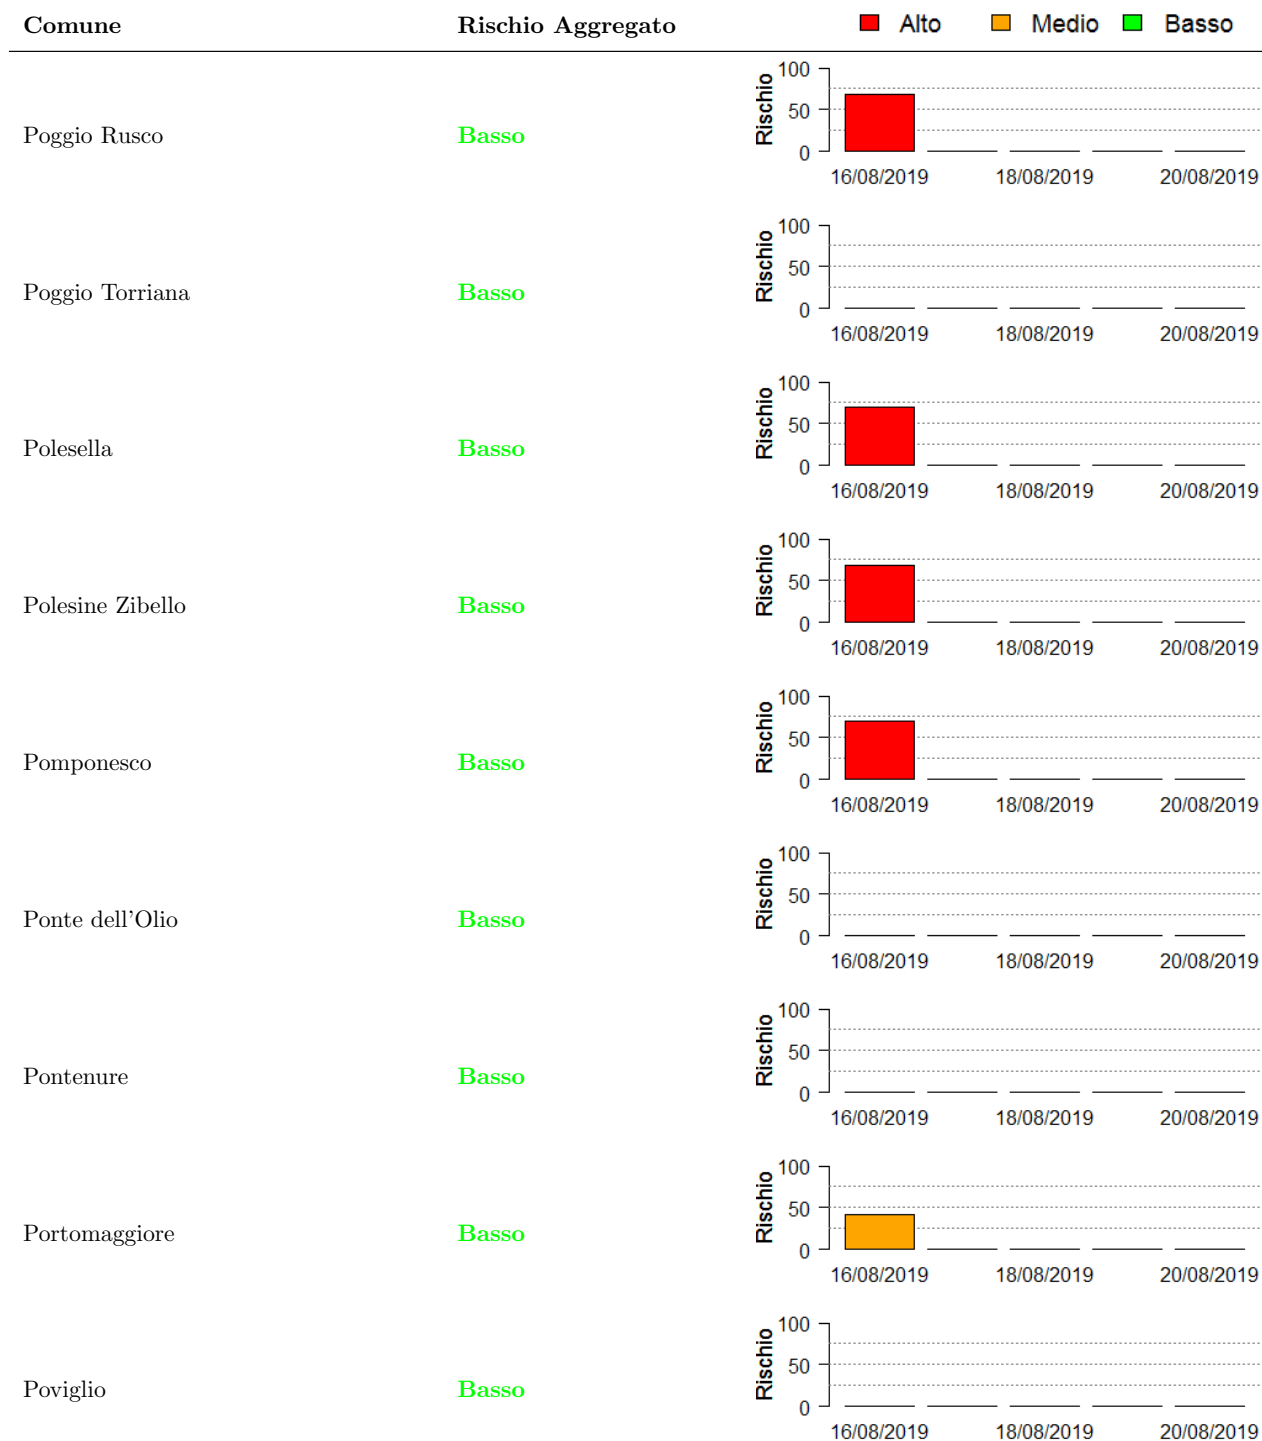 Comune Rischio Aggregato Alto Medio Basso
Poggio Rusco Basso Rischio 100 50 0
16/08/2019 18/08/2019 20/08/2019
Poggio Torriana Basso Rischio 100 50 0
16/08/2019 18/08/2019 20/08/2019
Polesella Basso Rischio 100 50 0
16/08/2019 18/08/2019 20/08/2019
Polesine Zibello Basso Rischio 100 50 0
16/08/2019 18/08/2019 20/08/2019
Pomponesco Basso Rischio 100 50 0
16/08/2019 18/08/2019 20/08/2019
Ponte dell'Olio Basso Rischio 100 50 0
16/08/2019 18/08/2019 20/08/2019
Pontenure Basso Rischio 100 50 0
16/08/2019 18/08/2019 20/08/2019
Portomaggiore Basso Rischio 100 50 0
16/08/2019 18/08/2019 20/08/2019
Poviglio Basso Rischio 100 50 0
16/08/2019 18/08/2019 20/08/2019